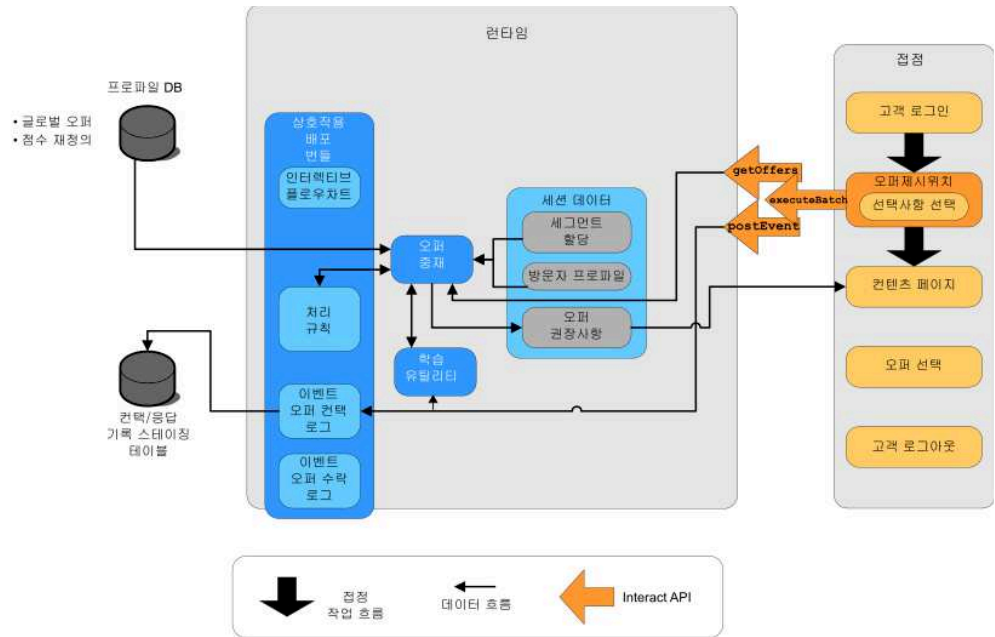 런타임
접점
프로파일 DB
• 글로벌 오퍼
• 점수 재정의
상호작용
배포
번들
인터렉티브
플로우차트
처리
규칙
이벤트
오퍼 컨택
로그
이벤트
오퍼 수락
로그
컨택/응답
기록 스테이징
테이블
오퍼
중재
학습
유틸리티
세션 데이터
세그먼트
할당
방문자 프로파일
오퍼
권장사항
getOffers
executeBatch
postEvent
고객 로그인
오퍼제시위치
선택사항 선택
컨텐츠 페이지
오퍼 선택
고객 로그아웃
접점
작업 흐름
데이터 흐름
Interact API